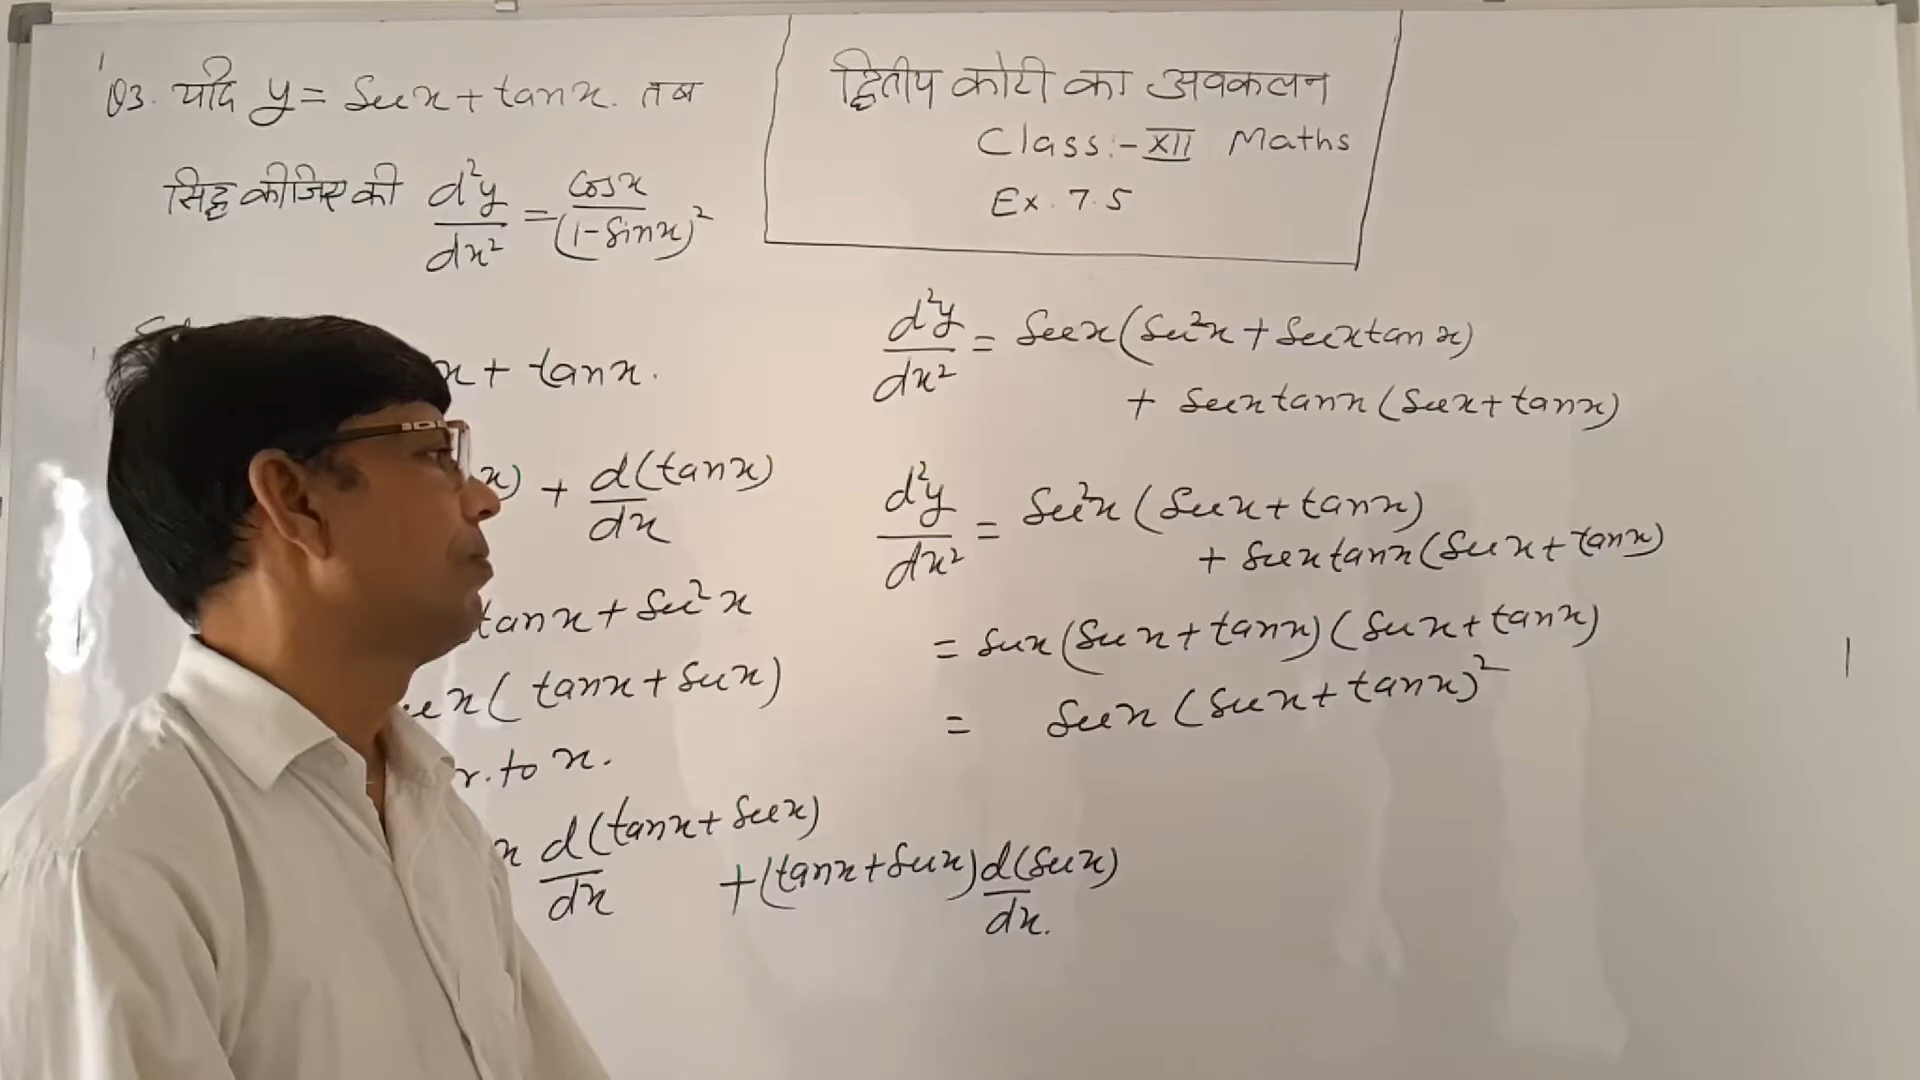 Q3. यदि y = Secx + tanx. तब
सिद्ध कीजिए की d²y/dx² = cosx/(1-Sinx)²
द्वितीय कोटी का अवकलन
Class:- XII Maths
Ex. 7.5
x + tanx.
x) + d(tanx)/dx
tanx + Sec²x
ecx( tanx + Secx)
r. to x.
x d(tanx + Secx)/dx + (tanx + Secx) d(Secx)/dx.
d²y/dx² = Secx(Sec²x + Secxtanx)
+ Secxtanx(Secx + tanx)
d²y/dx² = Sec²x (Secx + tanx)
+ Secxtanx(Secx + tanx)
= Secx(Secx + tanx)(Secx + tanx)
= Secx (Secx + tanx)²